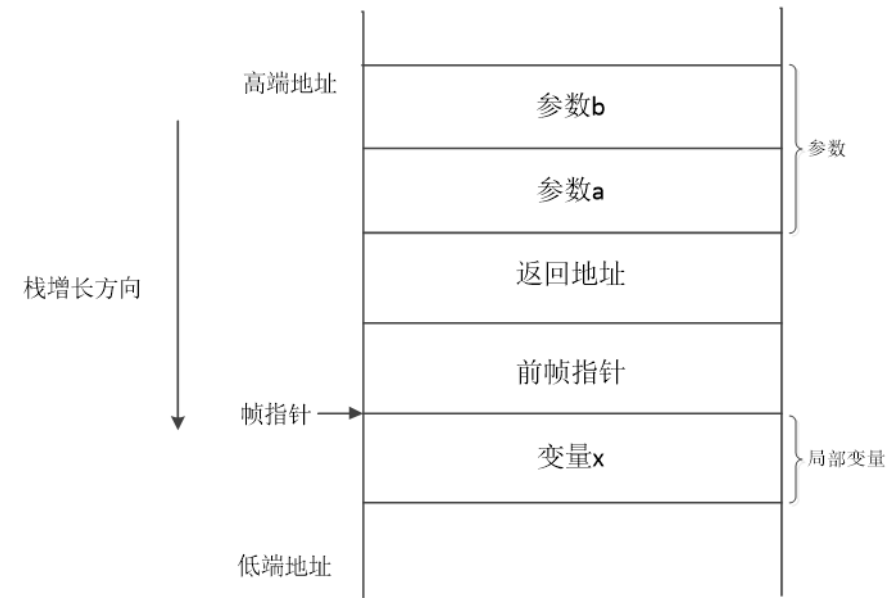 高端地址
参数b
参数
参数a
返回地址
栈增长方向
前帧指针
帧指针
变量x
局部变量
低端地址